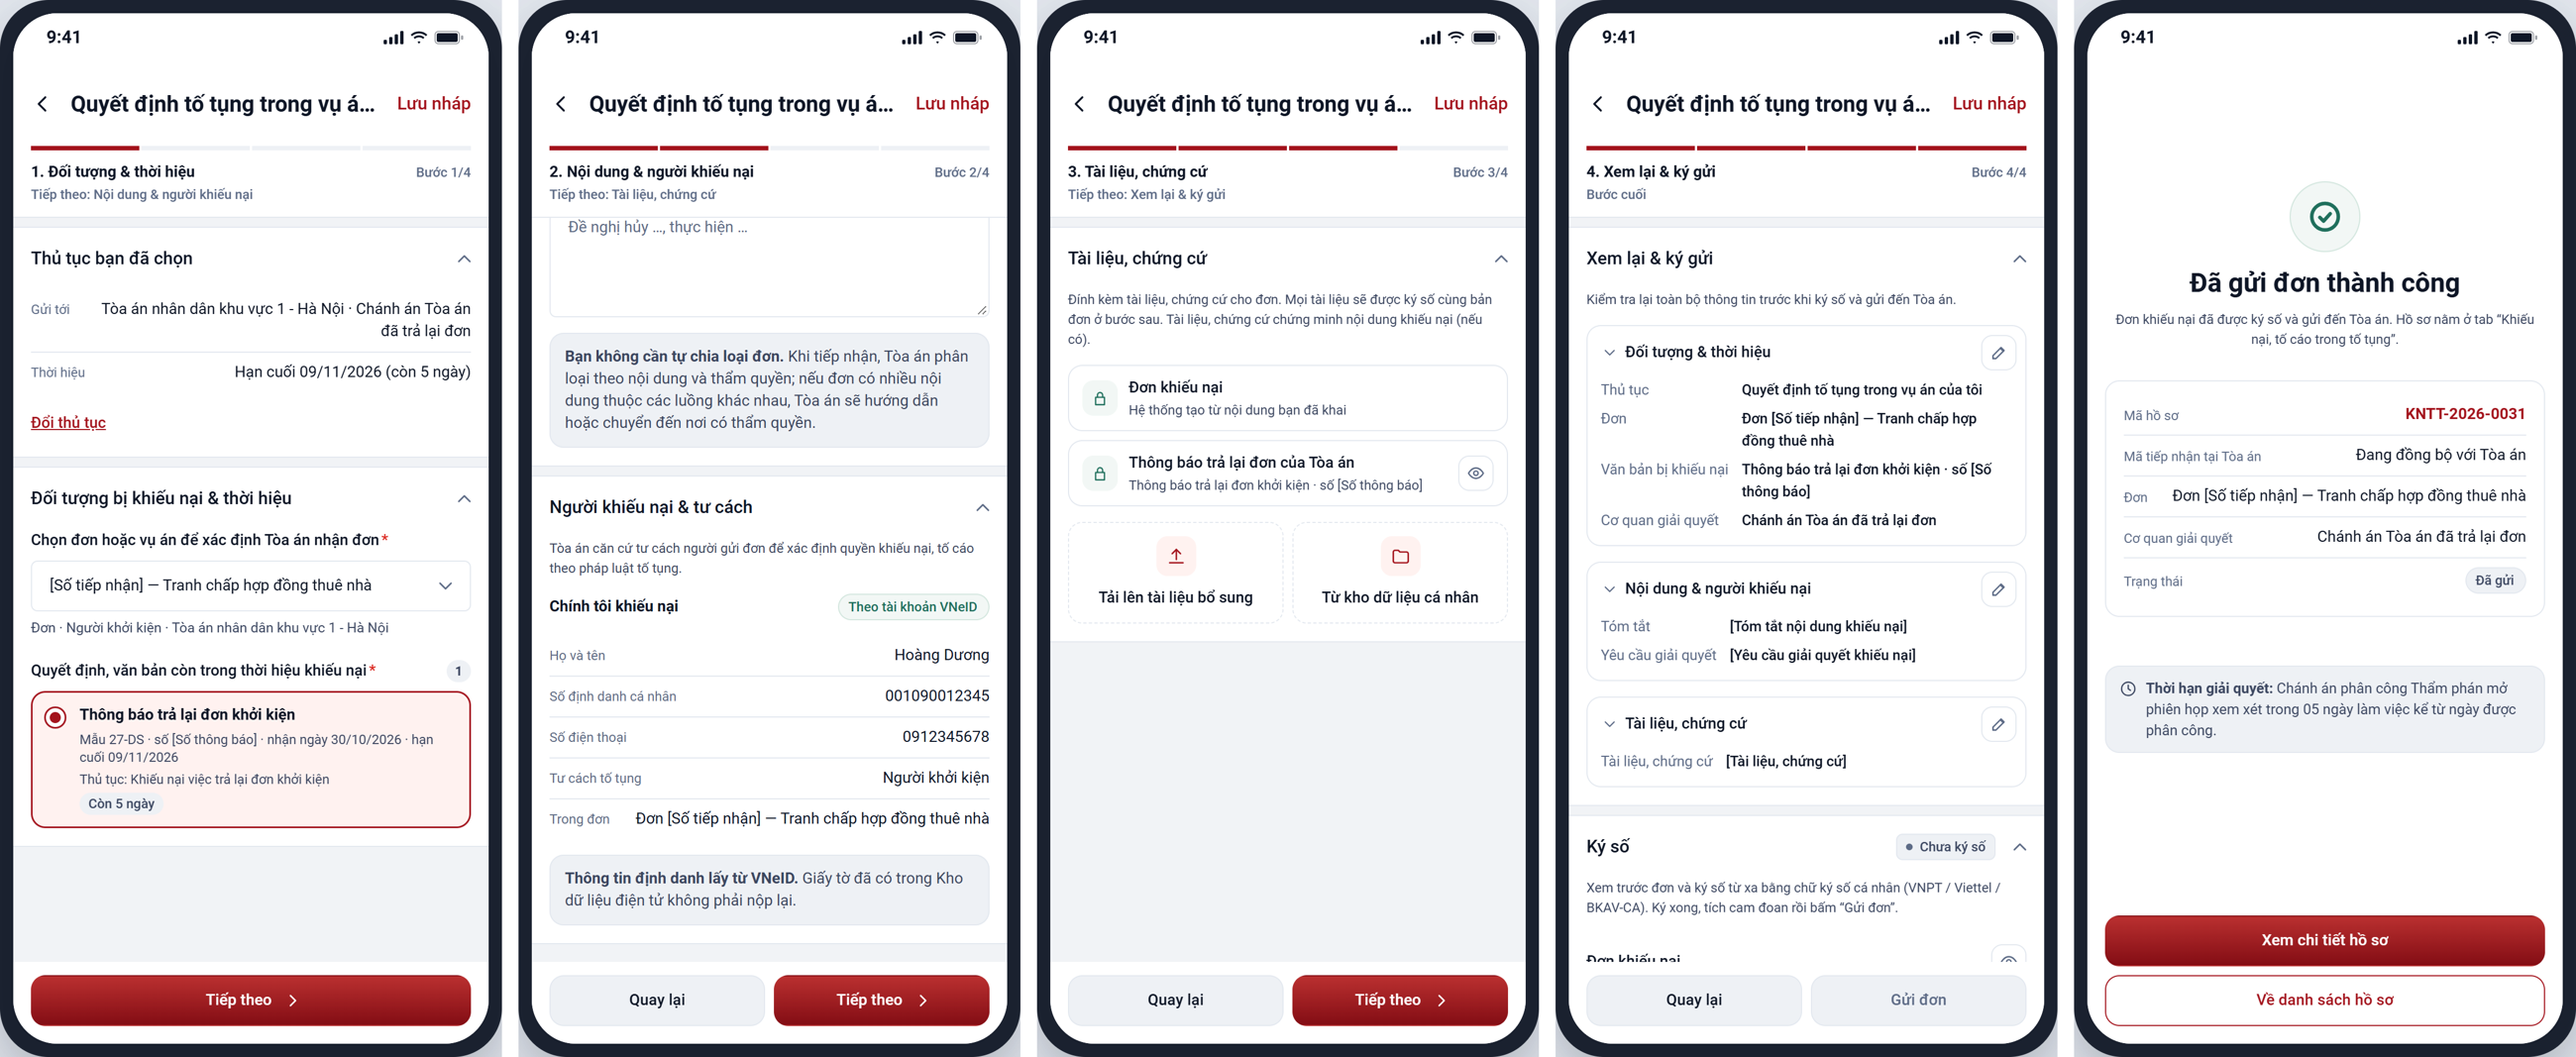 9:41
Quyết định tố tụng trong vụ á...
Lưu nháp
1. Đối tượng & thời hiệu
Bước 1/4
Tiếp theo: Nội dung & người khiếu nại
Thủ tục bạn đã chọn
Gửi tới
Tòa án nhân dân khu vực 1 - Hà Nội · Chánh án Tòa án
đã trả lại đơn
Thời hiệu
Hạn cuối 09/11/2026 (còn 5 ngày)
Đổi thủ tục
Đối tượng bị khiếu nại & thời hiệu
Chọn đơn hoặc vụ án để xác định Tòa án nhận đơn*
[Số tiếp nhận] — Tranh chấp hợp đồng thuê nhà
Đơn · Người khởi kiện · Tòa án nhân dân khu vực 1 - Hà Nội
Quyết định, văn bản còn trong thời hiệu khiếu nại*
1
Thông báo trả lại đơn khởi kiện
Mẫu 27-DS · số [Số thông báo] · nhận ngày 30/10/2026 · hạn
cuối 09/11/2026
Thủ tục: Khiếu nại việc trả lại đơn khởi kiện
Còn 5 ngày
Tiếp theo
9:41
Quyết định tố tụng trong vụ á...
Lưu nháp
2. Nội dung & người khiếu nại
Bước 2/4
Tiếp theo: Tài liệu, chứng cứ
Đề nghị hủy ..., thực hiện ...
Bạn không cần tự chia loại đơn. Khi tiếp nhận, Tòa án phân
loại theo nội dung và thẩm quyền; nếu đơn có nhiều nội
dung thuộc các luồng khác nhau, Tòa án sẽ hướng dẫn
hoặc chuyển đến nơi có thẩm quyền.
Người khiếu nại & tư cách
Tòa án căn cứ tư cách người gửi đơn để xác định quyền khiếu nại, tố cáo
theo pháp luật tố tụng.
Chính tôi khiếu nại
Theo tài khoản VNeID
Họ và tên
Hoàng Dương
Số định danh cá nhân
001090012345
Số điện thoại
0912345678
Tư cách tố tụng
Người khởi kiện
Trong đơn
Đơn [Số tiếp nhận] — Tranh chấp hợp đồng thuê nhà
Thông tin định danh lấy từ VNeID. Giấy tờ đã có trong Kho
dữ liệu điện tử không phải nộp lại.
Quay lại
Tiếp theo
9:41
Quyết định tố tụng trong vụ á...
Lưu nháp
3. Tài liệu, chứng cứ
Bước 3/4
Tiếp theo: Xem lại & ký gửi
Tài liệu, chứng cứ
Đính kèm tài liệu, chứng cứ cho đơn. Mọi tài liệu sẽ được ký số cùng bản
đơn ở bước sau. Tài liệu, chứng cứ chứng minh nội dung khiếu nại (nếu
có).
Đơn khiếu nại
Hệ thống tạo từ nội dung bạn đã khai
Thông báo trả lại đơn của Tòa án
Thông báo trả lại đơn khởi kiện · số [Số thông báo]
Tải lên tài liệu bổ sung
Từ kho dữ liệu cá nhân
Quay lại
Tiếp theo
9:41
Quyết định tố tụng trong vụ á...
Lưu nháp
4. Xem lại & ký gửi
Bước 4/4
Bước cuối
Xem lại & ký gửi
Kiểm tra lại toàn bộ thông tin trước khi ký số và gửi đến Tòa án.
Đối tượng & thời hiệu
Thủ tục
Quyết định tố tụng trong vụ án của tôi
Đơn
Đơn [Số tiếp nhận] — Tranh chấp hợp
đồng thuê nhà
Văn bản bị khiếu nại
Thông báo trả lại đơn khởi kiện · số [Số
thông báo]
Cơ quan giải quyết
Chánh án Tòa án đã trả lại đơn
Nội dung & người khiếu nại
Tóm tắt
[Tóm tắt nội dung khiếu nại]
Yêu cầu giải quyết
[Yêu cầu giải quyết khiếu nại]
Tài liệu, chứng cứ
Tài liệu, chứng cứ
[Tài liệu, chứng cứ]
Ký số
Chưa ký số
Xem trước đơn và ký số từ xa bằng chữ ký số cá nhân (VNPT / Viettel /
BKAV-CA). Ký xong, tích cam đoan rồi bấm “Gửi đơn”.
Đơn khiếu nại
Quay lại
Gửi đơn
9:41
Đã gửi đơn thành công
Đơn khiếu nại đã được ký số và gửi đến Tòa án. Hồ sơ nằm ở tab “Khiếu
nại, tố cáo trong tố tụng”.
Mã hồ sơ
KNTT-2026-0031
Mã tiếp nhận tại Tòa án
Đang đồng bộ với Tòa án
Đơn
Đơn [Số tiếp nhận] — Tranh chấp hợp đồng thuê nhà
Cơ quan giải quyết
Chánh án Tòa án đã trả lại đơn
Trạng thái
Đã gửi
Thời hạn giải quyết: Chánh án phân công Thẩm phán mở
phiên họp xem xét trong 05 ngày làm việc kể từ ngày được
phân công.
Xem chi tiết hồ sơ
Về danh sách hồ sơ